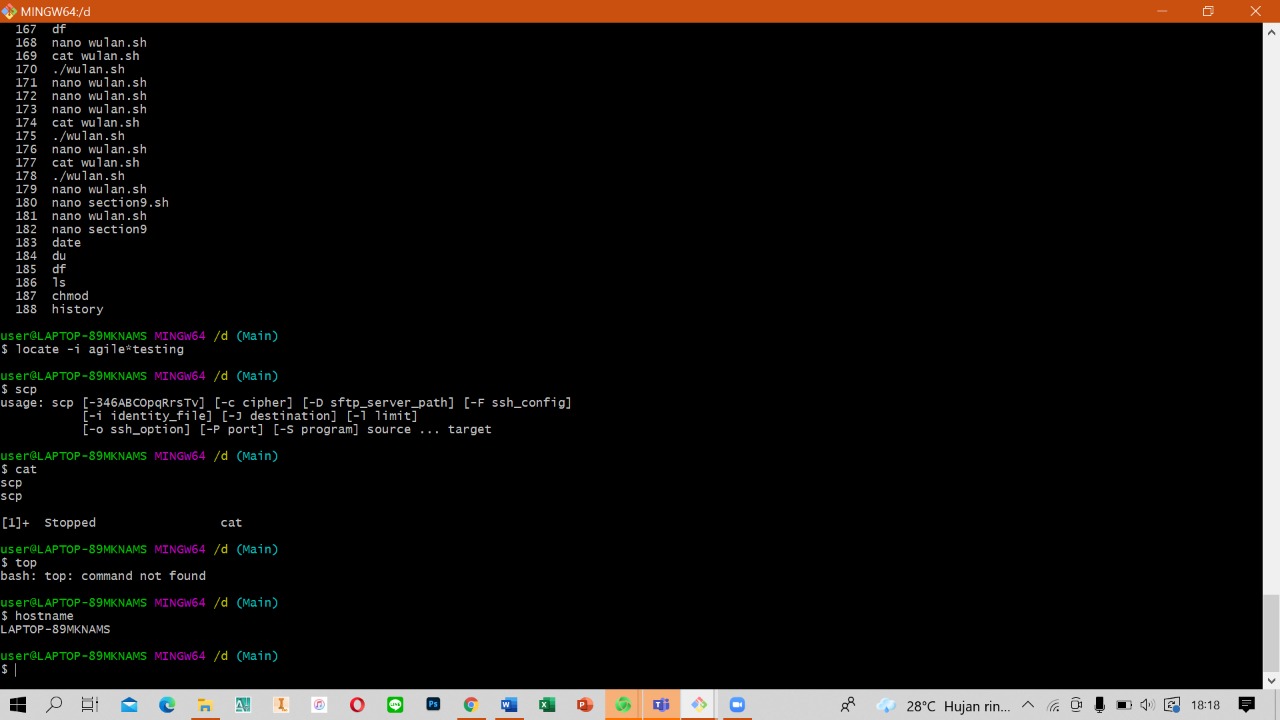 MINGW64:/d
167 df
168 nano wulan.sh
169 cat wulan.sh
170 ./wulan.sh
171 nano wulan.sh
172 nano wulan.sh
173 nano wulan.sh
174 cat wulan.sh
175 ./wulan.sh
176 nano wulan.sh
177 cat wulan.sh
178 ./wulan.sh
179 nano wulan.sh
180 nano section9.sh
181 nano wulan.sh
182 nano section9
183 date
184 du
185 df
186 ls
187 chmod
188 history
user@LAPTOP-89MKNAMS MINGW64 /d (Main)
$ locate -i agile*testing
user@LAPTOP-89MKNAMS MINGW64 /d (Main)
$ scp
usage: scp [-346ABCOpqRrsTv] [-c cipher] [-D sftp_server_path] [-F ssh_config]
[-i identity_file] [-J destination] [-l limit]
[-o ssh_option] [-P port] [-S program] source ... target
user@LAPTOP-89MKNAMS MINGW64 /d (Main)
$ cat
scp
scp
[1]+ Stopped cat
user@LAPTOP-89MKNAMS MINGW64 /d (Main)
$ top
bash: top: command not found
user@LAPTOP-89MKNAMS MINGW64 /d (Main)
$ hostname
LAPTOP-89MKNAMS
user@LAPTOP-89MKNAMS MINGW64 /d (Main)
$
28°C Hujan rin... 18:18